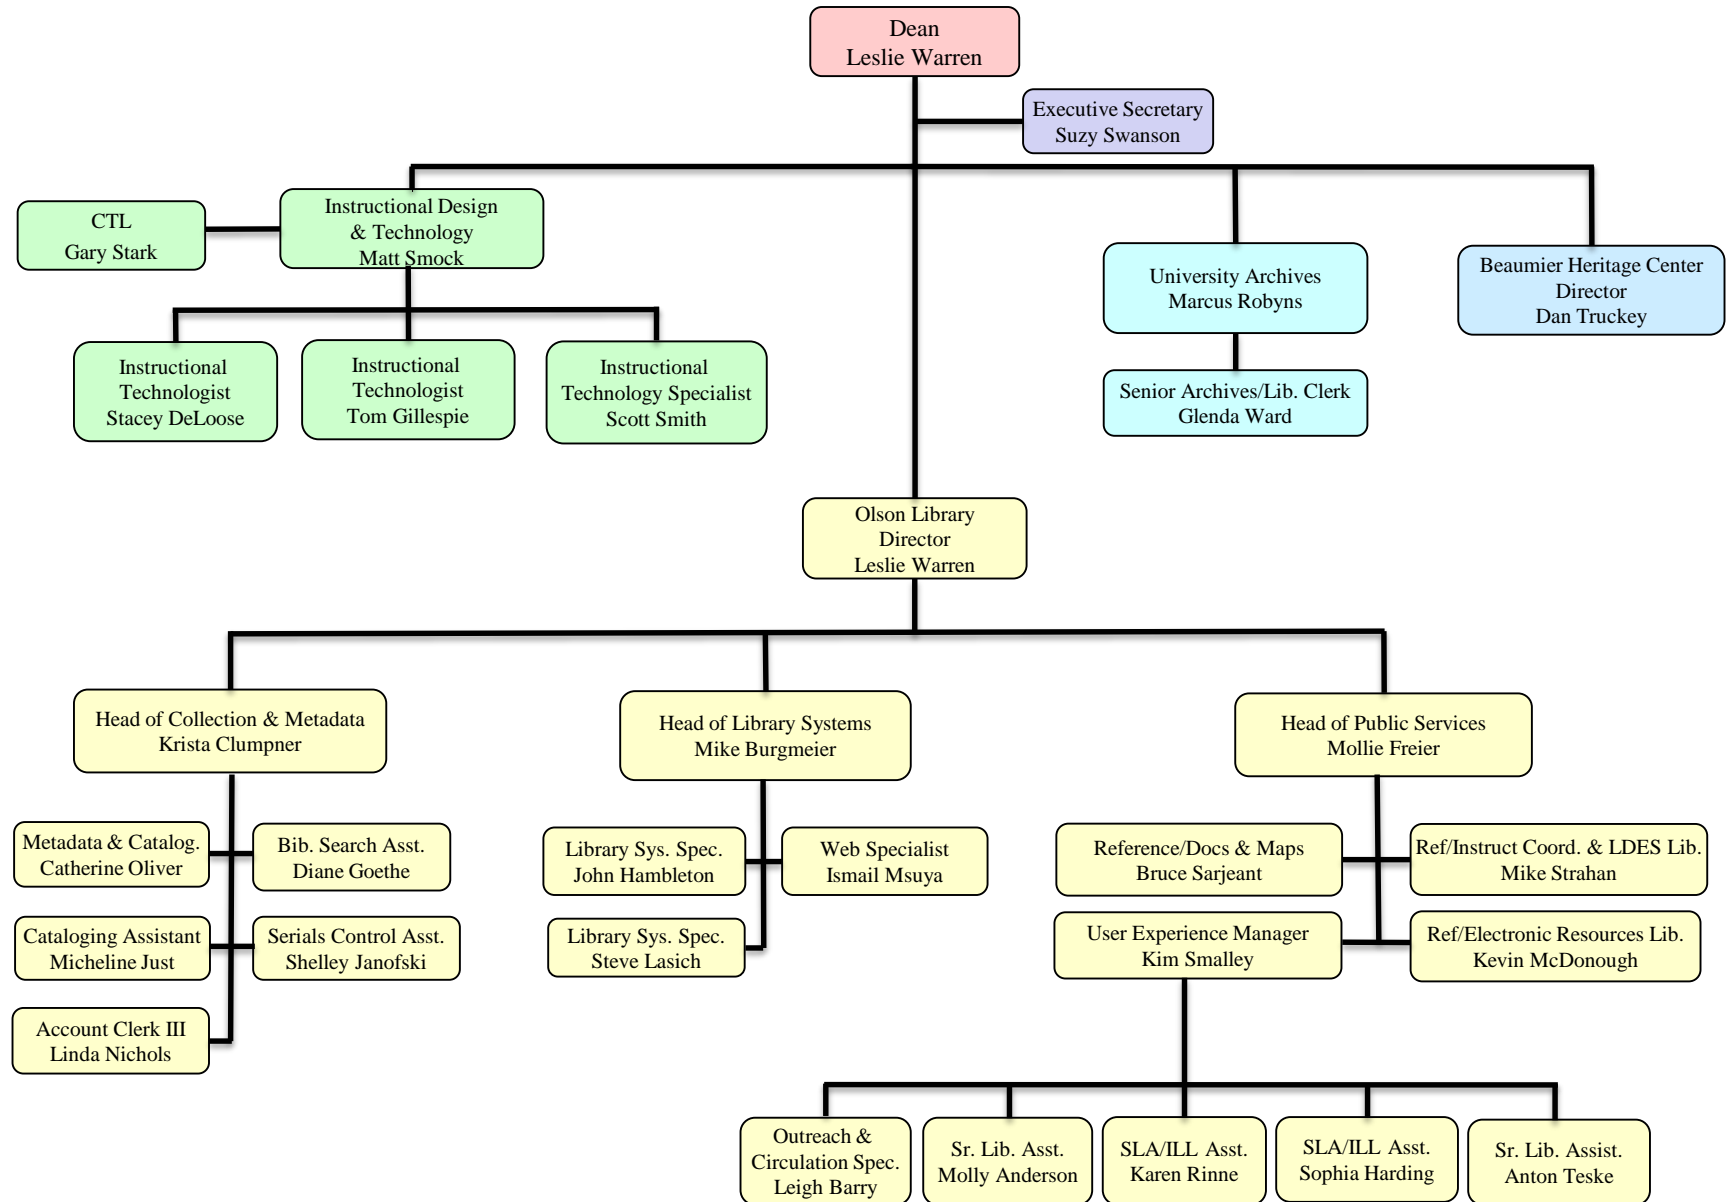 Dean
Leslie Warren
Executive Secretary
Suzy Swanson
CTL
Gary Stark
Instructional Design
& Technology
Matt Smock
University Archives
Marcus Robyns
Beaumier Heritage Center
Director
Dan Truckey
Instructional
Technologist
Stacey DeLoose
Instructional
Technologist
Tom Gillespie
Instructional
Technology Specialist
Scott Smith
Senior Archives/Lib. Clerk
Glenda Ward
Olson Library
Director
Leslie Warren
Head of Collection & Metadata
Krista Clumpner
Head of Library Systems
Mike Burgmeier
Head of Public Services
Mollie Freier
Metadata & Catalog.
Catherine Oliver
Bib. Search Asst.
Diane Goethe
Library Sys. Spec.
John Hambleton
Web Specialist
Ismail Msuya
Reference/Docs & Maps
Bruce Sarjeant
Ref/Instruct Coord. & LDES Lib.
Mike Strahan
Cataloging Assistant
Micheline Just
Serials Control Asst.
Shelley Janofski
Library Sys. Spec.
Steve Lasich
User Experience Manager
Kim Smalley
Ref/Electronic Resources Lib.
Kevin McDonough
Account Clerk III
Linda Nichols
Outreach &
Circulation Spec.
Leigh Barry
Sr. Lib. Asst.
Molly Anderson
SLA/ILL Asst.
Karen Rinne
SLA/ILL Asst.
Sophia Harding
Sr. Lib. Assist.
Anton Teske